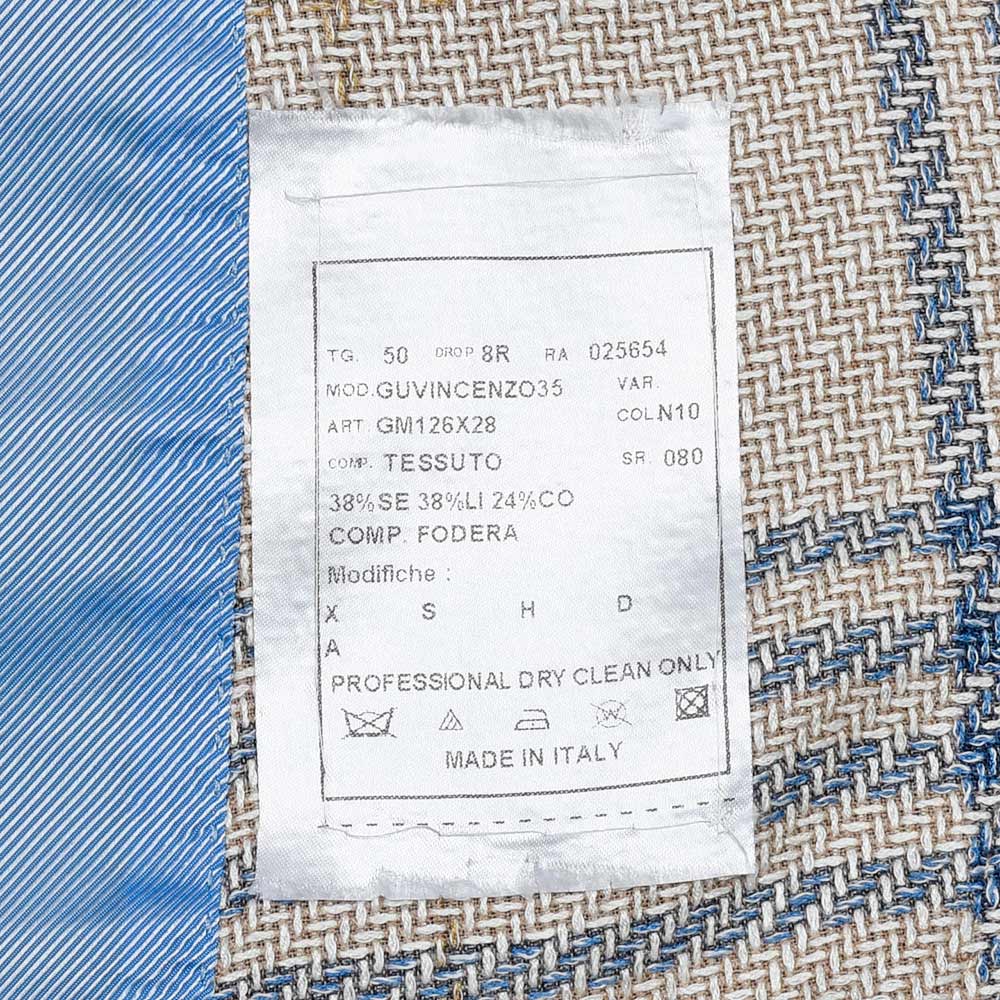 TG. 50 DROP 8R RA 025654
MOD.GUVINCENZO35 VAR.
ART. GM126X28 COL.N10
COMP. TESSUTO SR. 080
38%SE 38%LI 24%CO
COMP. FODERA
Modifiche :
X S H D
A
PROFESSIONAL DRY CLEAN ONLY
W
MADE IN ITALY